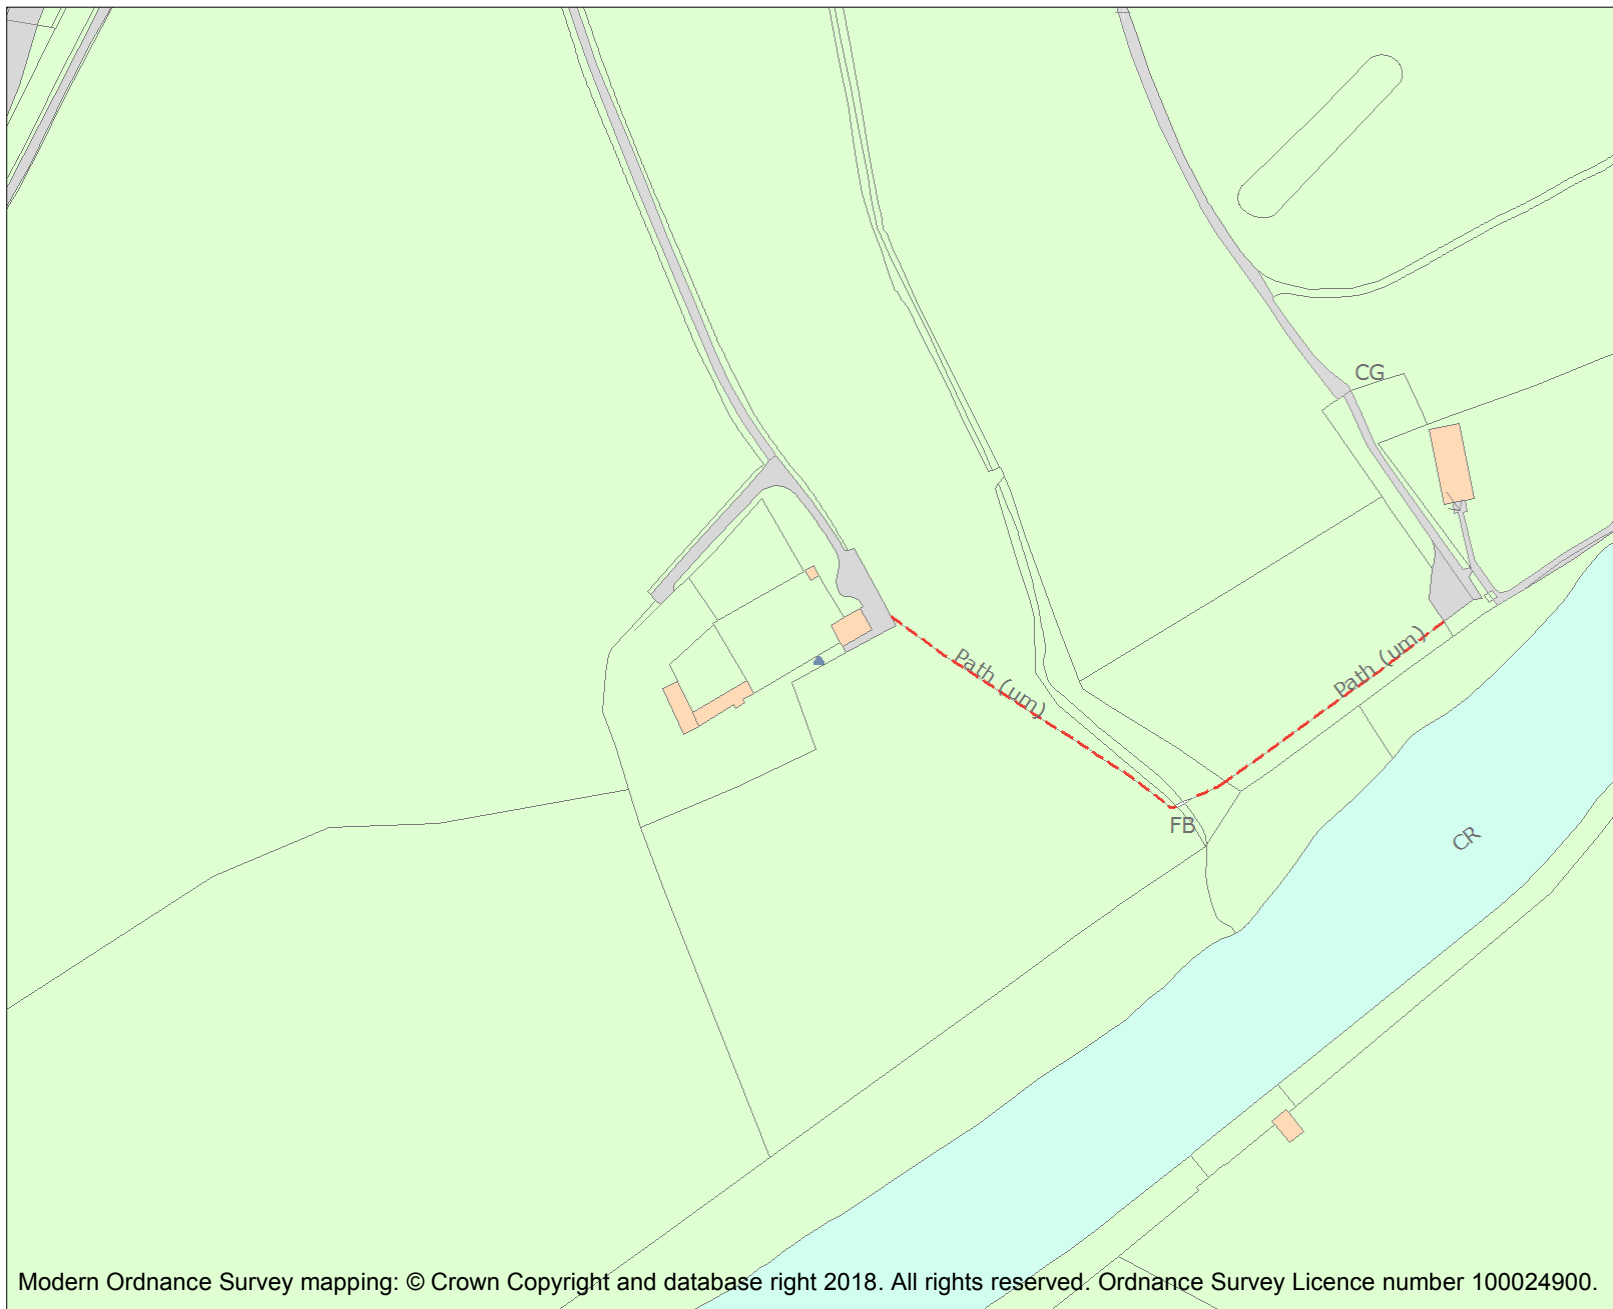 CG
Path (um)
Path (um)
FB
CR
Modern Ordnance Survey mapping: © Crown Copyright and database right 2018. All rights reserved. Ordnance Survey Licence number 100024900.